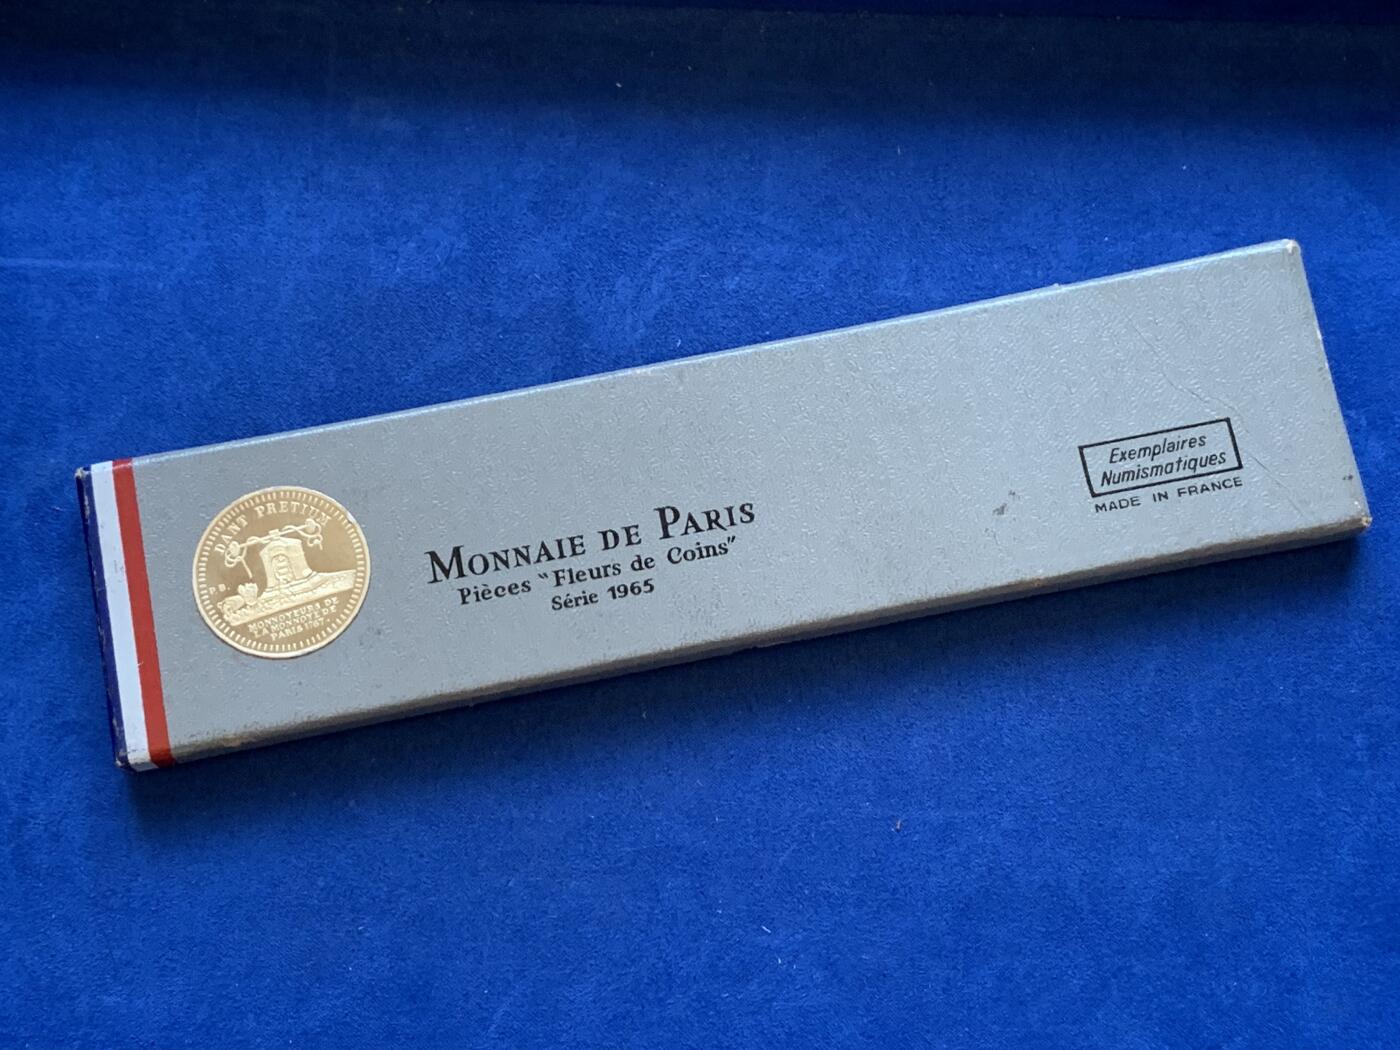 DANT PRETIUM
P.B.
MONNOYEURS DE
LA MONNOYE DE
PARIS 1767.
MONNAIE DE PARIS
Pièces "Fleurs de Coins"
Série 1965
Exemplaires
Numismatiques
MADE IN FRANCE